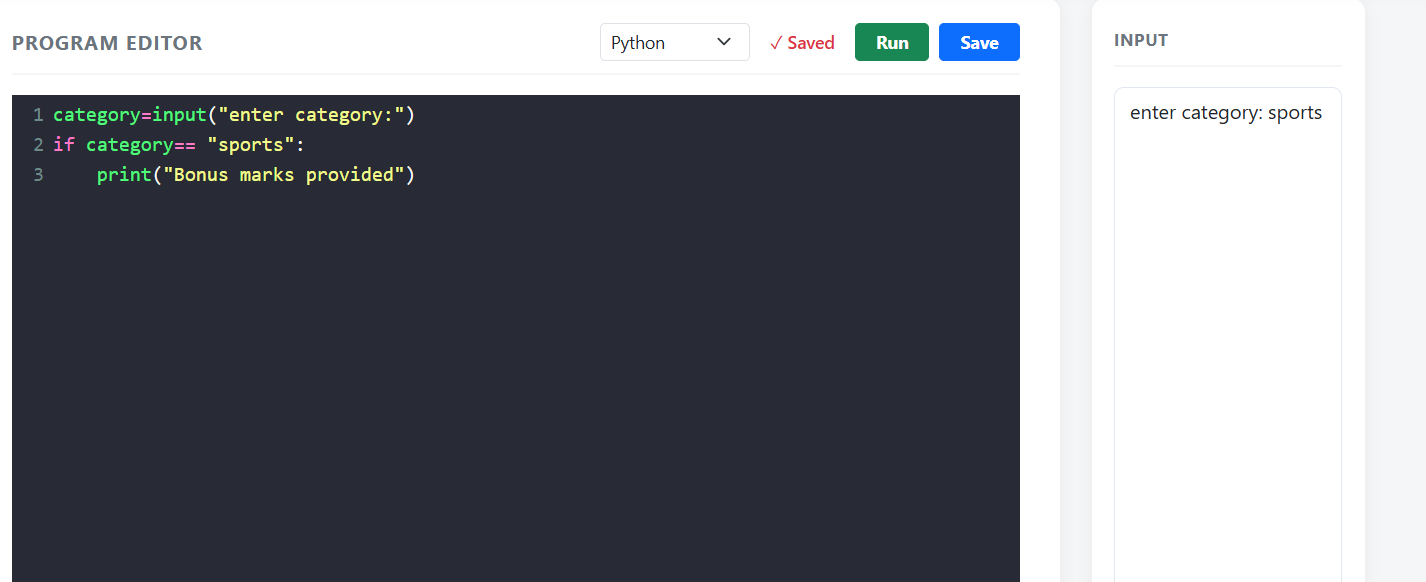 PROGRAM EDITOR
Python
✓ Saved
Run
Save
1 category=input("enter category:")
2 if category== "sports":
3     print("Bonus marks provided")
INPUT
enter category: sports